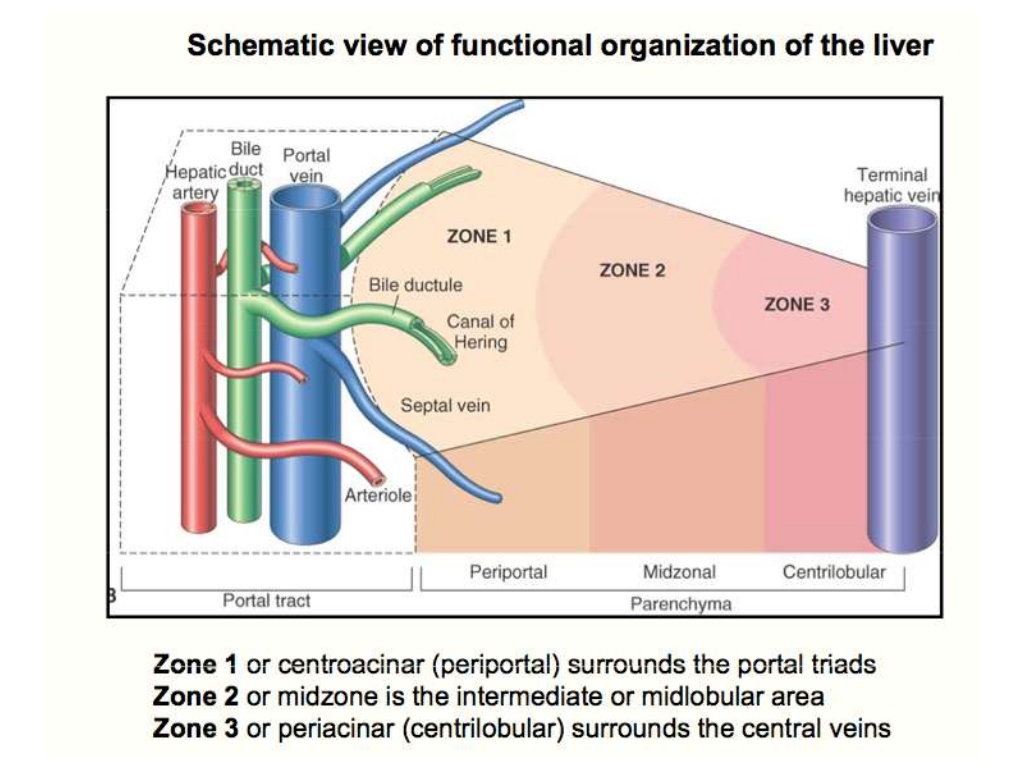 Schematic view of functional organization of the liver
Hepatic
artery
Bile
duct
Portal
vein
Terminal
hepatic vein
ZONE 1
ZONE 2
ZONE 3
Bile ductule
Canal of
Hering
Septal vein
Arteriole
Periportal
Midzonal
Centrilobular
B
Portal tract
Parenchyma
Zone 1 or centroacinar (periportal) surrounds the portal triads
Zone 2 or midzone is the intermediate or midlobular area
Zone 3 or periacinar (centrilobular) surrounds the central veins